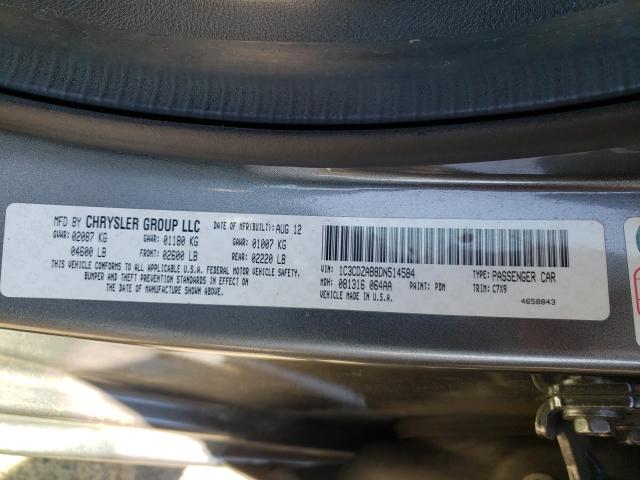 MFD BY CHRYSLER GROUP LLC DATE OF MFR(BUILT): AUG 12
GVWR: 02087 KG GAWR: 01180 KG GAWR: 01007 KG
04600 LB FRONT: 02600 LB REAR: 02220 LB
THIS VEHICLE CONFORMS TO ALL APPLICABLE U.S.A. FEDERAL MOTOR VEHICLE SAFETY,
BUMPER AND THEFT PREVENTION STANDARDS IN EFFECT ON
THE DATE OF MANUFACTURE SHOWN ABOVE.
VIN: 1C3CDZAB8DN514584 TYPE: PASSENGER CAR
MDH: 081316 064AA PAINT: PDM TRIM: C7X9
VEHICLE MADE IN U.S.A. 4658843